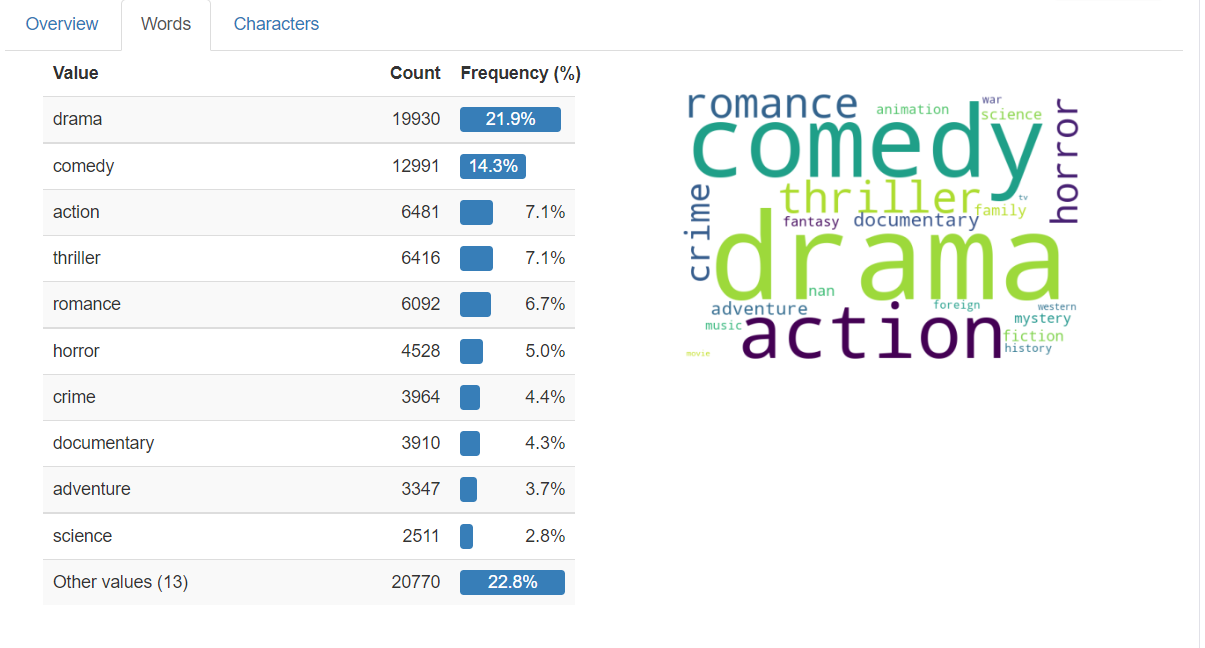 Overview Words Characters
Value Count Frequency (%)
drama 19930 21.9%
comedy 12991 14.3%
action 6481 7.1%
thriller 6416 7.1%
romance 6092 6.7%
horror 4528 5.0%
crime 3964 4.4%
documentary 3910 4.3%
adventure 3347 3.7%
science 2511 2.8%
Other values (13) 20770 22.8%
romance
animation
war
science
comedy
horror
crime
thriller
tv
family
fantasy
documentary
drama
nan
adventure
foreign
western
music
action
mystery
fiction
history
movie